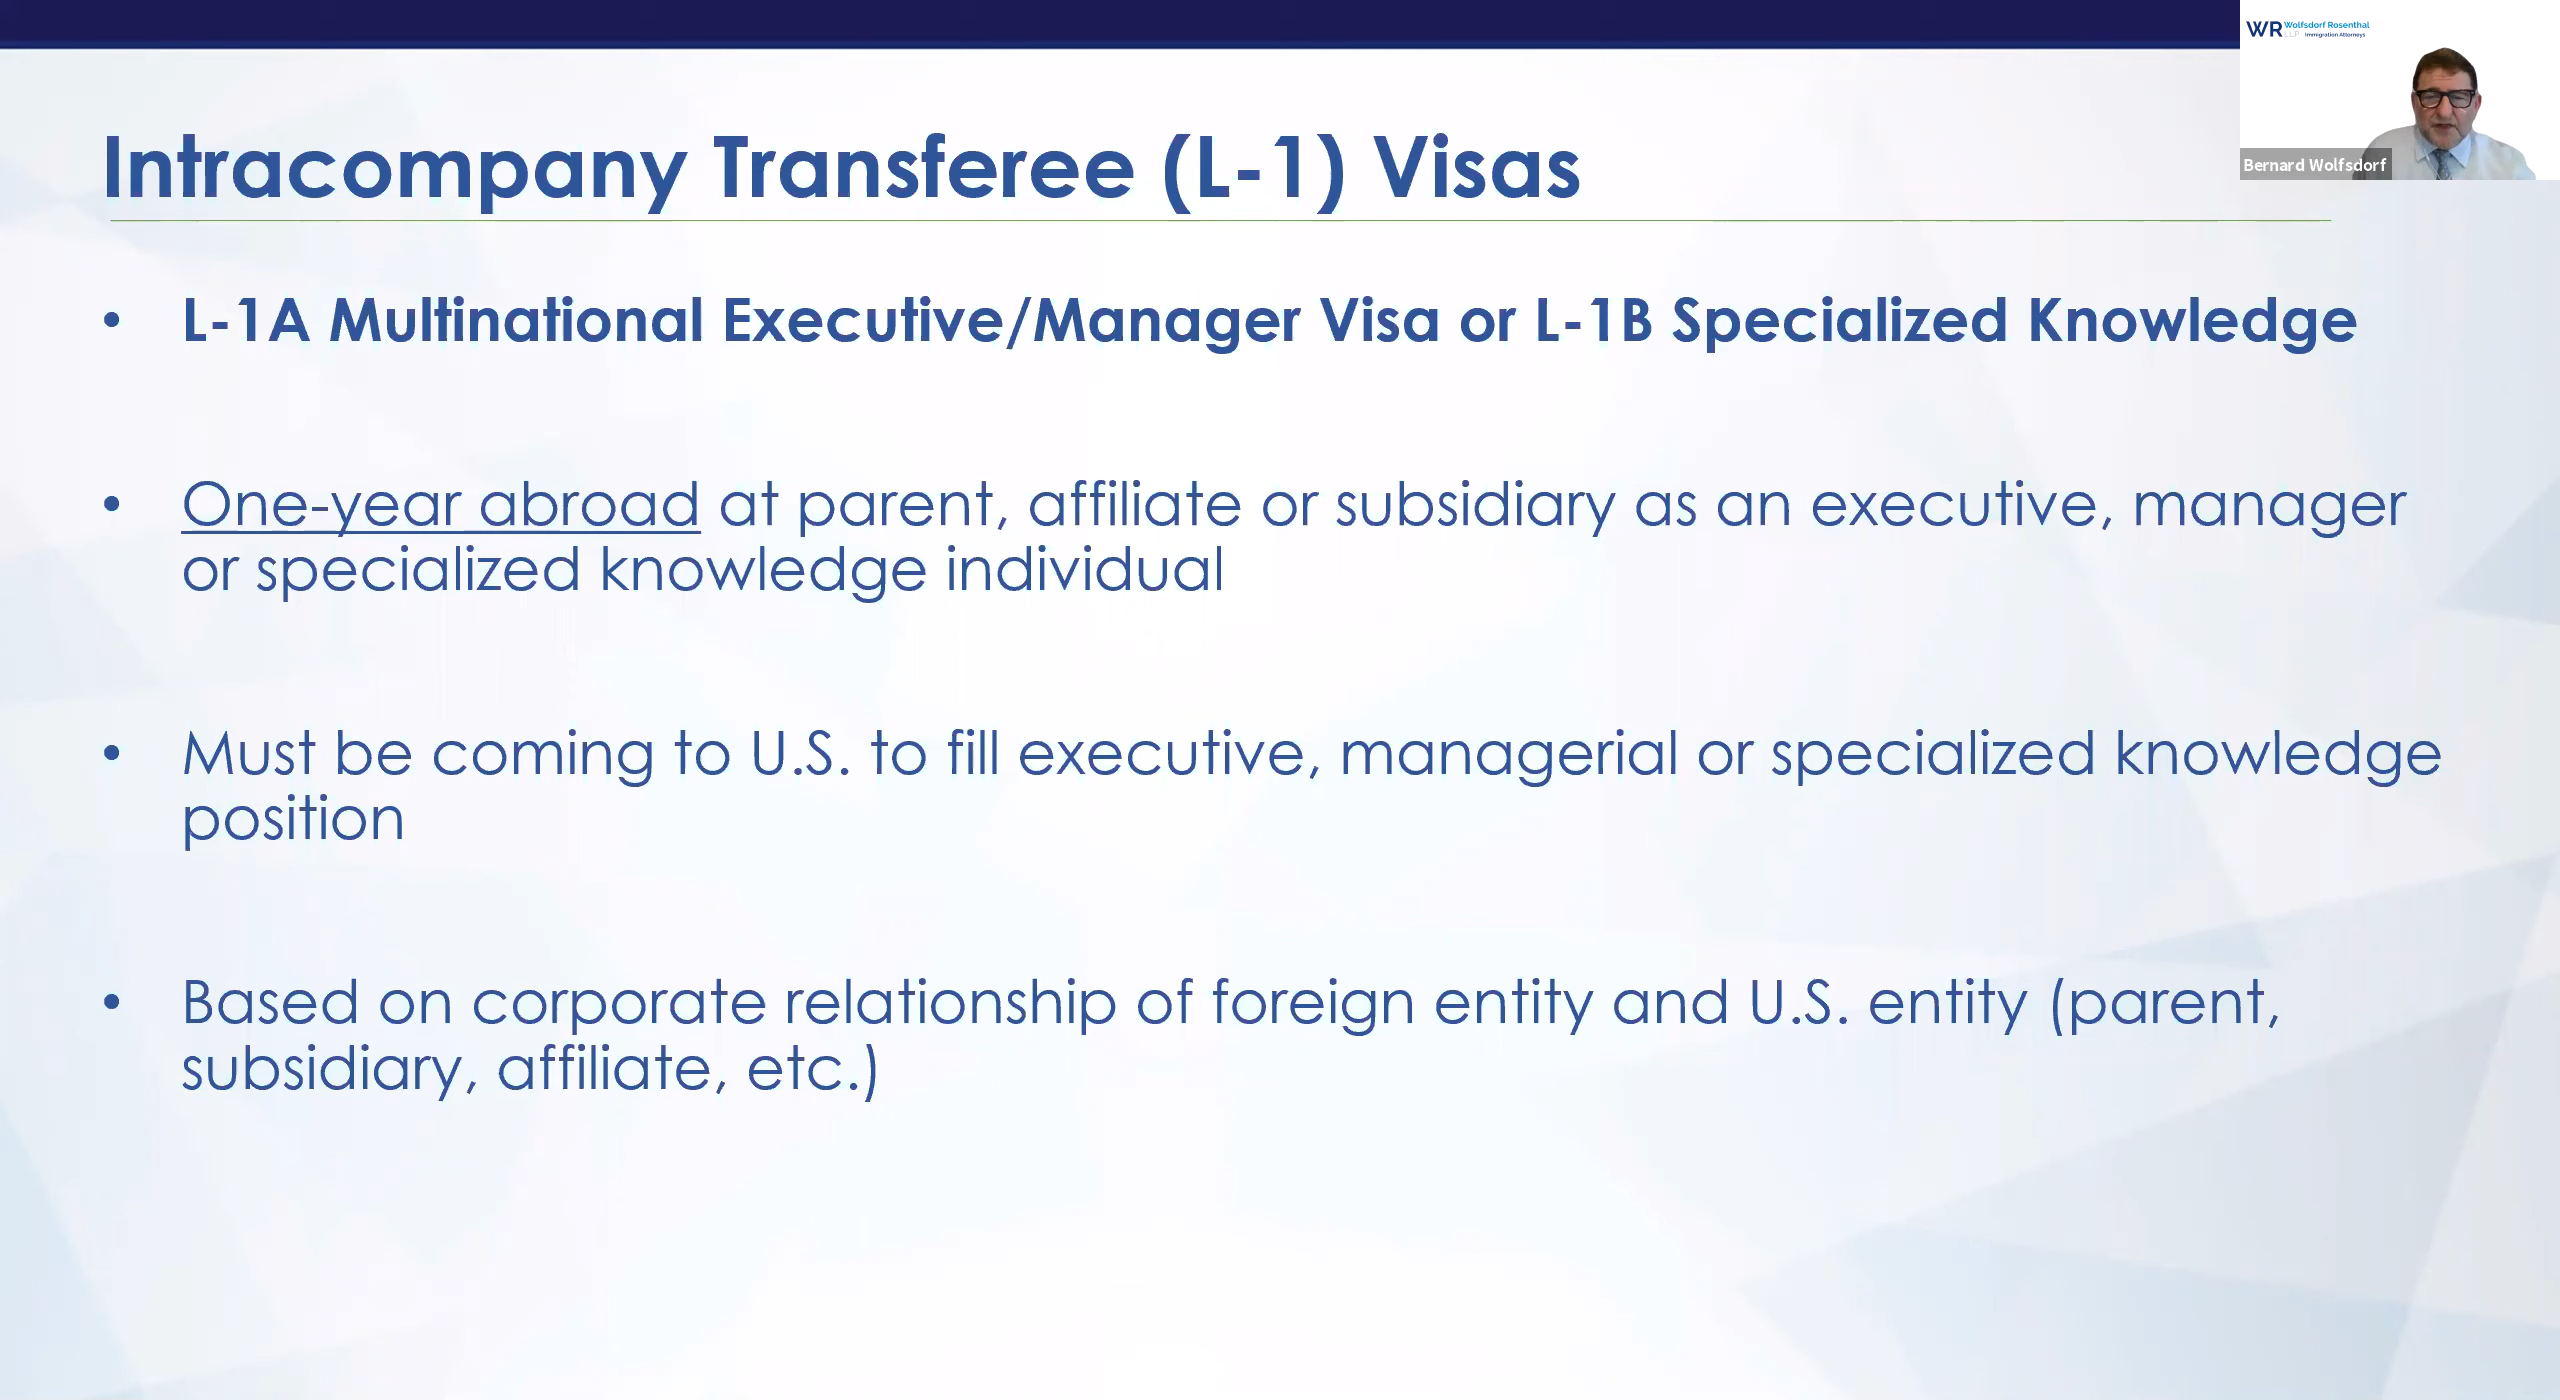 WR Wolfsdorf Rosenthal
LLP Immigration Attorneys
Bernard Wolfsdorf
Intracompany Transferee (L-1) Visas
• L-1A Multinational Executive/Manager Visa or L-1B Specialized Knowledge
• One-year abroad at parent, affiliate or subsidiary as an executive, manager
or specialized knowledge individual
• Must be coming to U.S. to fill executive, managerial or specialized knowledge
position
• Based on corporate relationship of foreign entity and U.S. entity (parent,
subsidiary, affiliate, etc.)